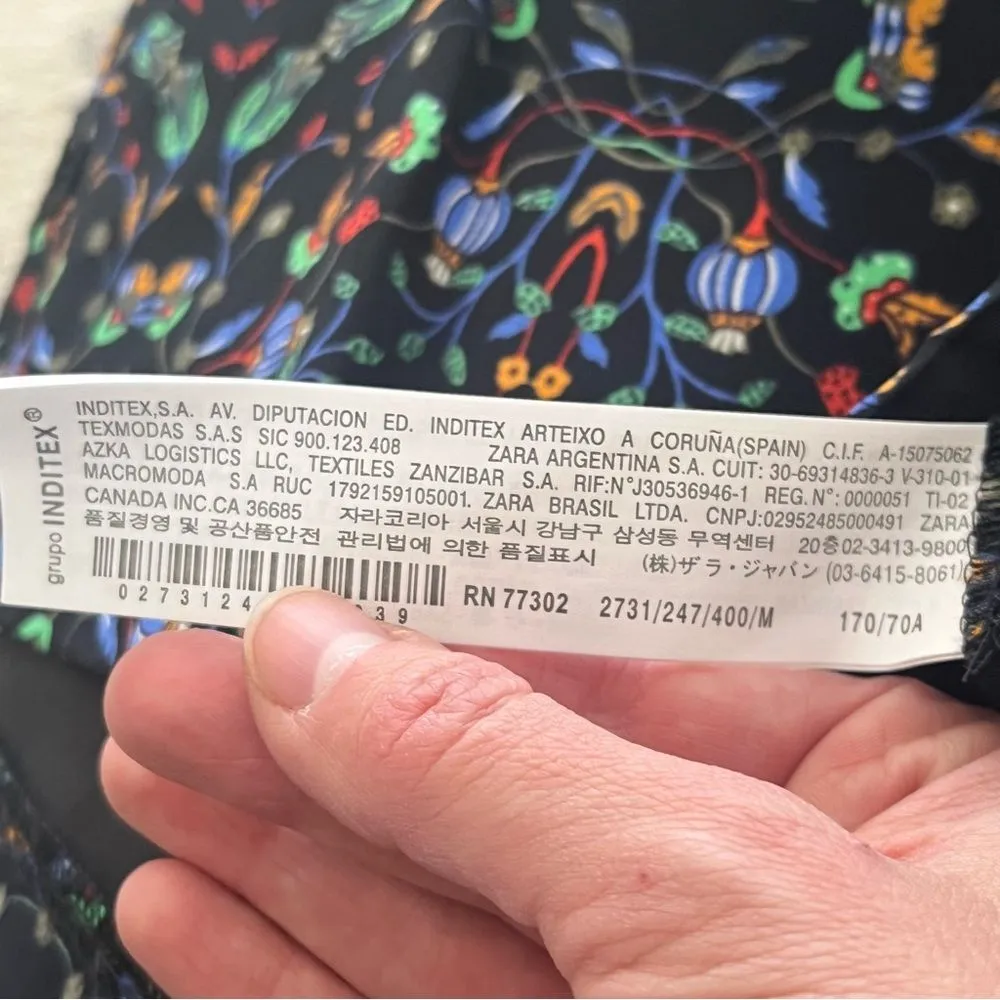 grupo INDITEX®
INDITEX,S.A. AV. DIPUTACION ED. INDITEX ARTEIXO A CORUÑA(SPAIN) C.I.F. A-15075062
TEXMODAS S.A.S SIC 900.123.408 ZARA ARGENTINA S.A. CUIT: 30-69314836-3 V-310-01
AZKA LOGISTICS LLC, TEXTILES ZANZIBAR S.A. RIF:N°J30536946-1 REG.N°: 0000051 TI-02
MACROMODA S.A RUC 1792159105001. ZARA BRASIL LTDA. CNPJ:02952485000491 ZARA
CANADA INC.CA 36685 자라코리아 서울시 강남구 삼성동 무역센터 20층02-3413-9800
품질경영 및 공산품안전 관리법에 의한 품질표시 (株)ザラ・ジャパン (03-6415-8061)
0273124 39 RN 77302 2731/247/400/M 170/70A